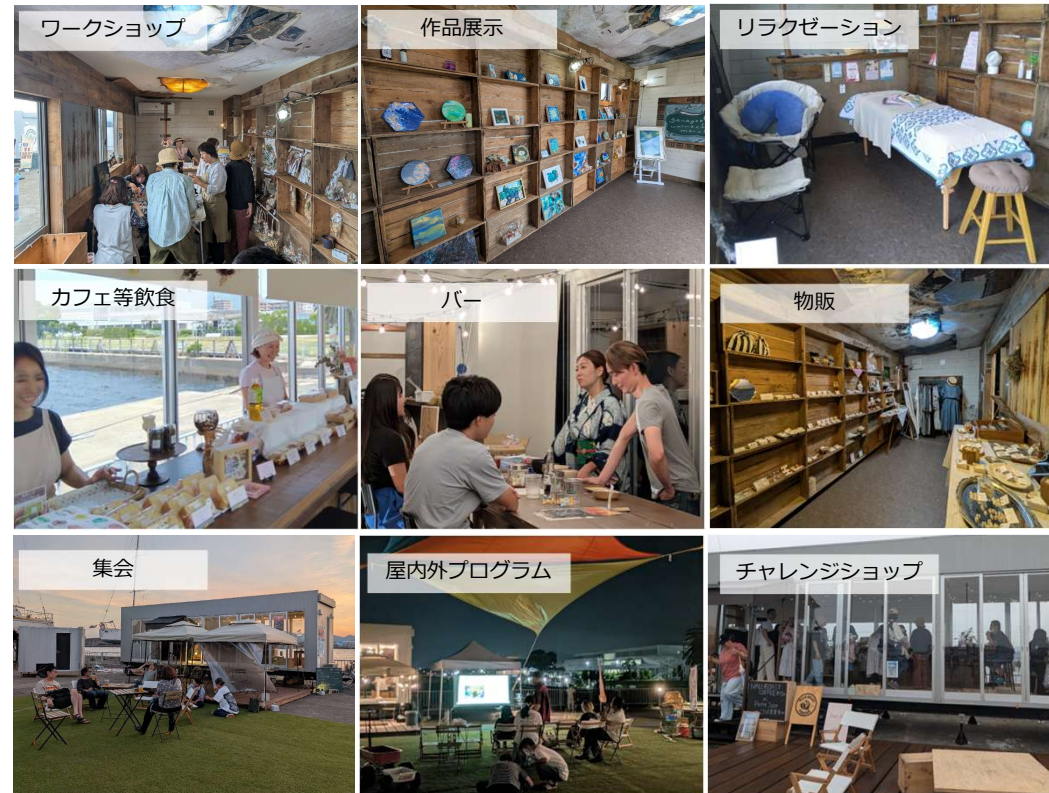 ワークショップ
作品展示
リラクゼーション
カフェ等飲食
バー
物販
集会
屋内外プログラム
チャレンジショップ